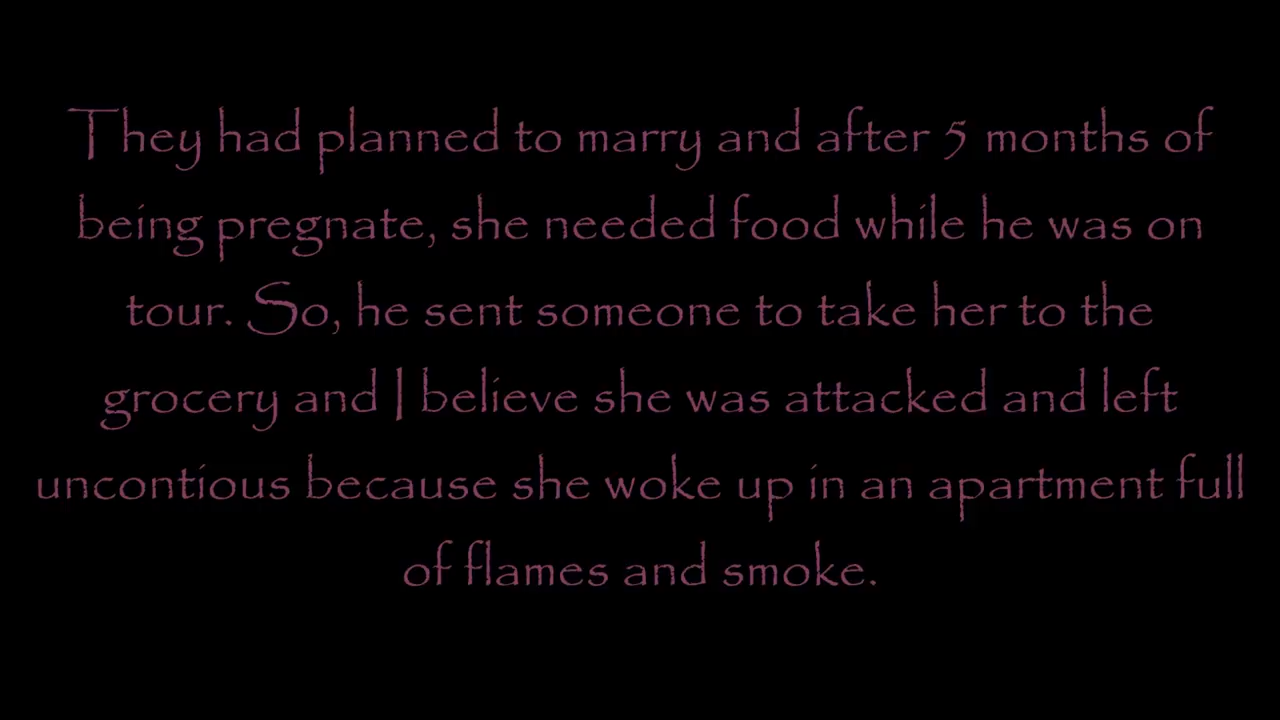 They had planned to marry and after 5 months of
being pregnate, she needed food while he was on
tour. So, he sent someone to take her to the
grocery and I believe she was attacked and left
uncontious because she woke up in an apartment full
of flames and smoke.